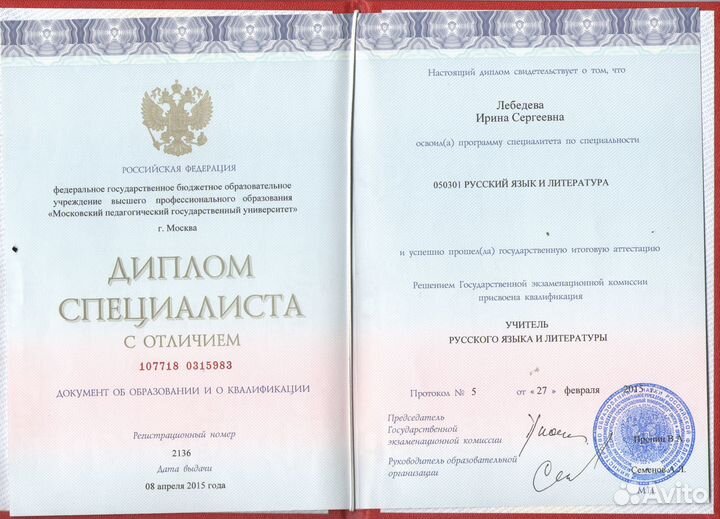 РОССИЙСКАЯ ФЕДЕРАЦИЯ
федеральное государственное бюджетное образовательное
учреждение высшего профессионального образования
«Московский педагогический государственный университет»
г. Москва
ДИПЛОМ
СПЕЦИАЛИСТА
С ОТЛИЧИЕМ
107718 0315983
ДОКУМЕНТ ОБ ОБРАЗОВАНИИ И О КВАЛИФИКАЦИИ
Регистрационный номер
2136
Дата выдачи
08 апреля 2015 года
Настоящий диплом свидетельствует о том, что
Лебедева
Ирина Сергеевна
освоил(а) программу специалитета по специальности
050301 РУССКИЙ ЯЗЫК И ЛИТЕРАТУРА
и успешно прошел(ла) государственную итоговую аттестацию
Решением Государственной экзаменационной комиссии
присвоена квалификация
УЧИТЕЛЬ
РУССКОГО ЯЗЫКА И ЛИТЕРАТУРЫ
Протокол № 5 от «27» февраля 2015 г.
Председатель
Государственной
экзаменационной комиссии
Пронин В.А.
Руководитель образовательной
организации
Семенов А.Л.
М.П.
Avito